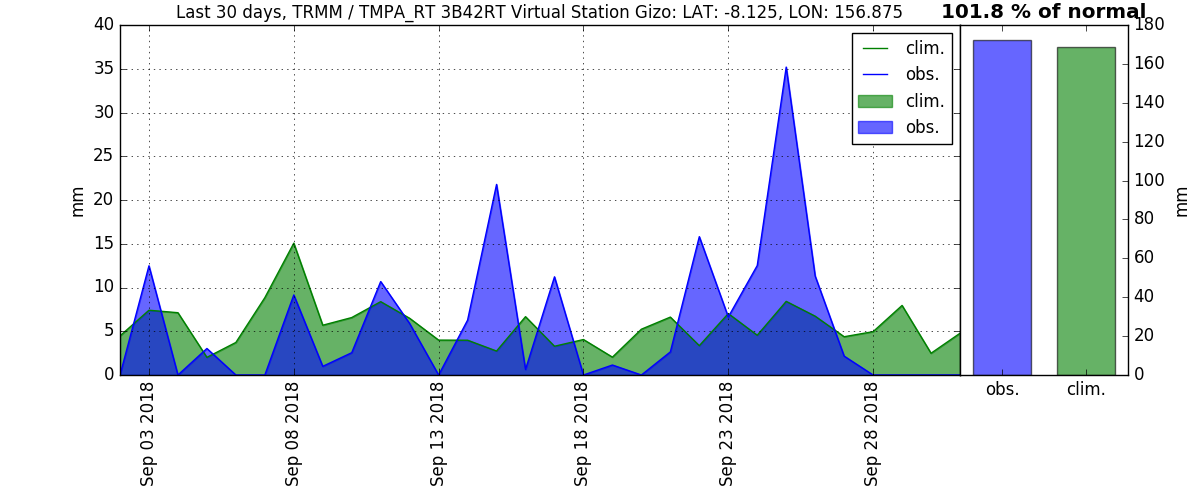 Last 30 days, TRMM / TMPA_RT 3B42RT Virtual Station Gizo: LAT: -8.125, LON: 156.875
101.8 % of normal
40
35
30
25
20
15
10
5
0
mm
clim.
obs.
clim.
obs.
180
160
140
120
100
80
60
40
20
0
mm
obs.
clim.
Sep 03 2018
Sep 08 2018
Sep 13 2018
Sep 18 2018
Sep 23 2018
Sep 28 2018